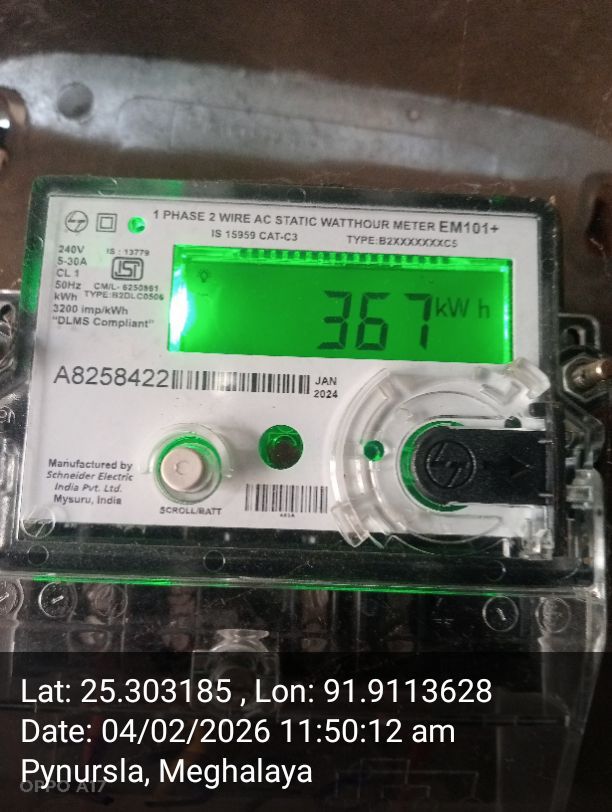 1 PHASE 2 WIRE AC STATIC WATTHOUR METER EM101+
IS 15959 CAT-C3 TYPE:B2XXXXXXXC5
240V
5-30A
CL 1
50Hz
kWh
3200 imp/kWh
"DLMS Compliant"
IS : 13779
CM/L- 6250961
TYPE:B2DLC0506
367 kWh
A8258422
JAN
2024
Manufactured by
Schneider Electric
India Pvt. Ltd.
Mysuru, India
SCROLL/BATT
Lat: 25.303185 , Lon: 91.9113628
Date: 04/02/2026 11:50:12 am
Pynursla, Meghalaya
OPPO A17